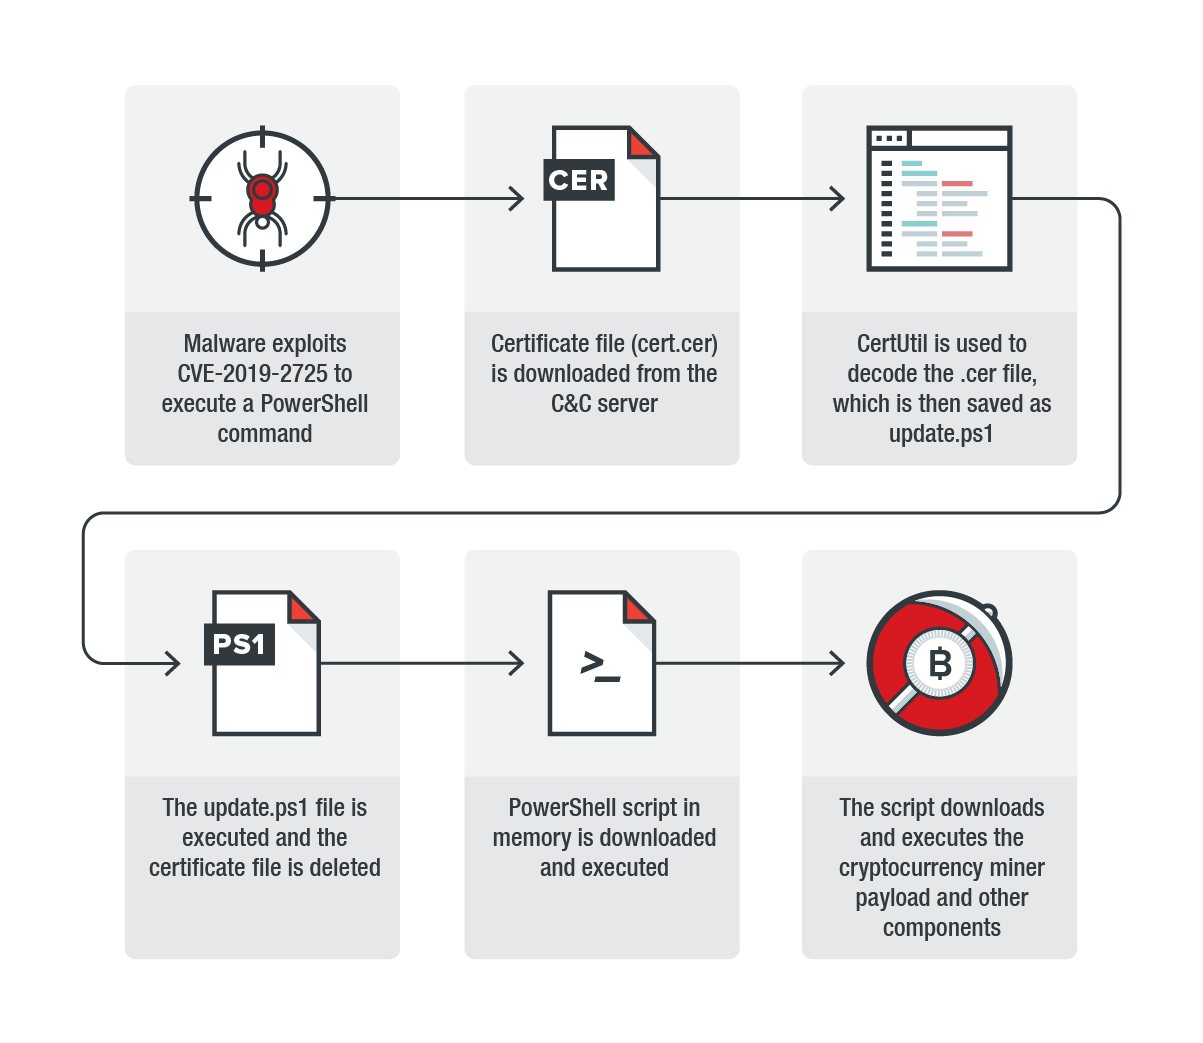 CER
Malware exploits
CVE-2019-2725 to
execute a PowerShell
command
Certificate file (cert.cer)
is downloaded from the
C&C server
CertUtil is used to
decode the .cer file,
which is then saved as
update.ps1
PS1
>_
The update.ps1 file is
executed and the
certificate file is deleted
PowerShell script in
memory is downloaded
and executed
The script downloads
and executes the
cryptocurrency miner
payload and other
components